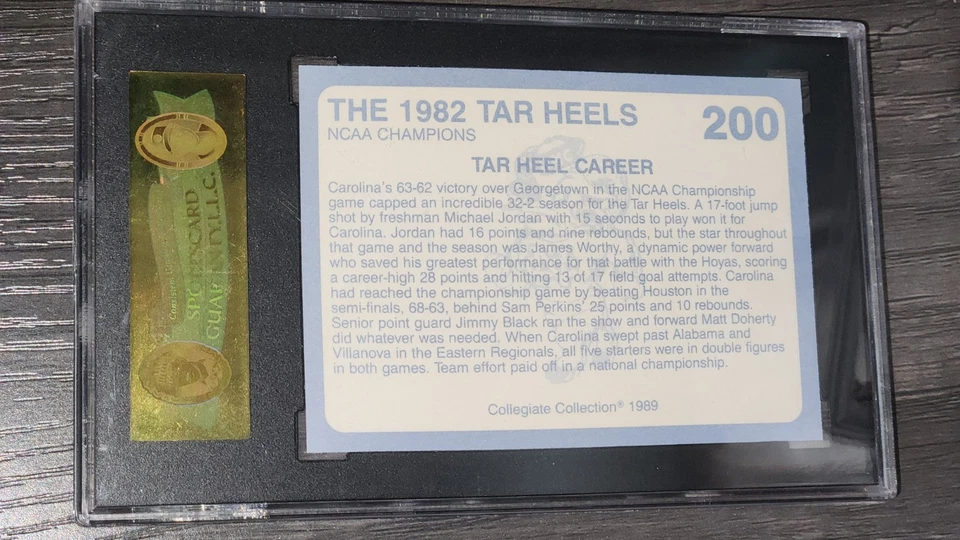 THE 1982 TAR HEELS
200
NCAA CHAMPIONS
TAR HEEL CAREER
Carolina's 63-62 victory over Georgetown in the NCAA Championship
game capped an incredible 32-2 season for the Tar Heels. A 17-foot jump
shot by freshman Michael Jordan with 15 seconds to play won it for
Carolina. Jordan had 16 points and nine rebounds, but the star throughout
that game and the season was James Worthy, a dynamic power forward
who saved his greatest performance for that battle with the Hoyas, scoring
a career-high 28 points and hitting 13 of 17 field goal attempts. Carolina
had reached the championship game by beating Houston in the
semi-finals, 68-63, behind Sam Perkins' 25 points and 10 rebounds.
Senior point guard Jimmy Black ran the show and forward Matt Doherty
did whatever was needed. When Carolina swept past Alabama and
Villanova in the Eastern Regionals, all five starters were in double figures
in both games. Team effort paid off in a national championship.
Collegiate Collection® 1989
SPORTSCARD
GUARANTY L.L.C.